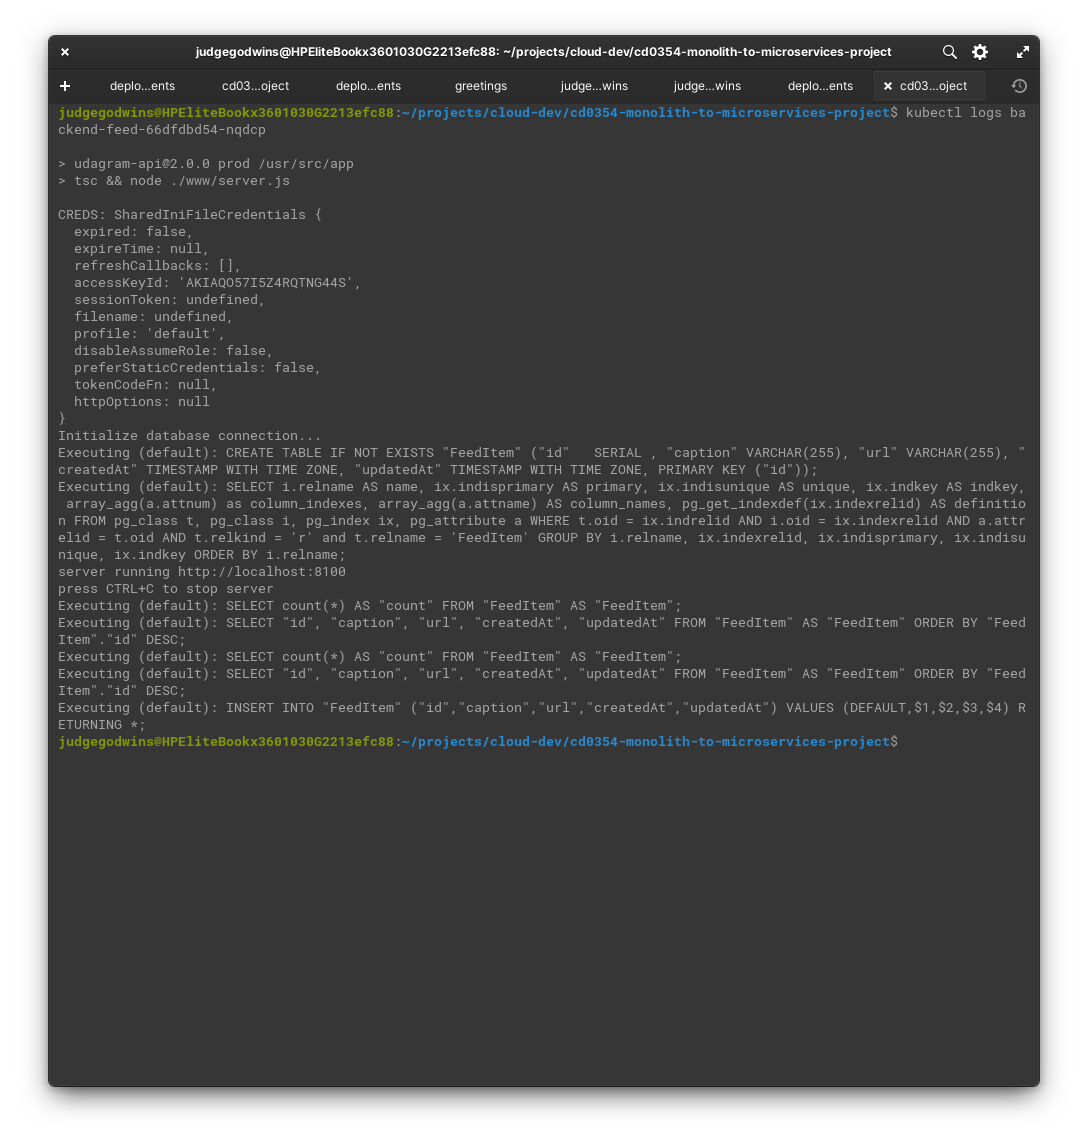 judgegodwins@HPEliteBookx3601030G2213efc88: ~/projects/cloud-dev/cd0354-monolith-to-microservices-project
deplo...ents cd03...oject deplo...ents greetings judge...wins judge...wins deplo...ents cd03...oject
judgegodwins@HPEliteBookx3601030G2213efc88:~/projects/cloud-dev/cd0354-monolith-to-microservices-project$ kubectl logs ba
ckend-feed-66dfdbd54-nqdcp
> udagram-api@2.0.0 prod /usr/src/app
> tsc && node ./www/server.js
CREDS: SharedIniFileCredentials {
  expired: false,
  expireTime: null,
  refreshCallbacks: [],
  accessKeyId: 'AKIAQO57I5Z4RQTNG44S',
  sessionToken: undefined,
  filename: undefined,
  profile: 'default',
  disableAssumeRole: false,
  preferStaticCredentials: false,
  tokenCodeFn: null,
  httpOptions: null
}
Initialize database connection...
Executing (default): CREATE TABLE IF NOT EXISTS "FeedItem" ("id"   SERIAL , "caption" VARCHAR(255), "url" VARCHAR(255), "
createdAt" TIMESTAMP WITH TIME ZONE, "updatedAt" TIMESTAMP WITH TIME ZONE, PRIMARY KEY ("id"));
Executing (default): SELECT i.relname AS name, ix.indisprimary AS primary, ix.indisunique AS unique, ix.indkey AS indkey,
 array_agg(a.attnum) as column_indexes, array_agg(a.attname) AS column_names, pg_get_indexdef(ix.indexrelid) AS definitio
n FROM pg_class t, pg_class i, pg_index ix, pg_attribute a WHERE t.oid = ix.indrelid AND i.oid = ix.indexrelid AND a.attr
elid = t.oid AND t.relkind = 'r' and t.relname = 'FeedItem' GROUP BY i.relname, ix.indexrelid, ix.indisprimary, ix.indisu
nique, ix.indkey ORDER BY i.relname;
server running http://localhost:8100
press CTRL+C to stop server
Executing (default): SELECT count(*) AS "count" FROM "FeedItem" AS "FeedItem";
Executing (default): SELECT "id", "caption", "url", "createdAt", "updatedAt" FROM "FeedItem" AS "FeedItem" ORDER BY "Feed
Item"."id" DESC;
Executing (default): SELECT count(*) AS "count" FROM "FeedItem" AS "FeedItem";
Executing (default): SELECT "id", "caption", "url", "createdAt", "updatedAt" FROM "FeedItem" AS "FeedItem" ORDER BY "Feed
Item"."id" DESC;
Executing (default): INSERT INTO "FeedItem" ("id","caption","url","createdAt","updatedAt") VALUES (DEFAULT,$1,$2,$3,$4) R
ETURNING *;
judgegodwins@HPEliteBookx3601030G2213efc88:~/projects/cloud-dev/cd0354-monolith-to-microservices-project$